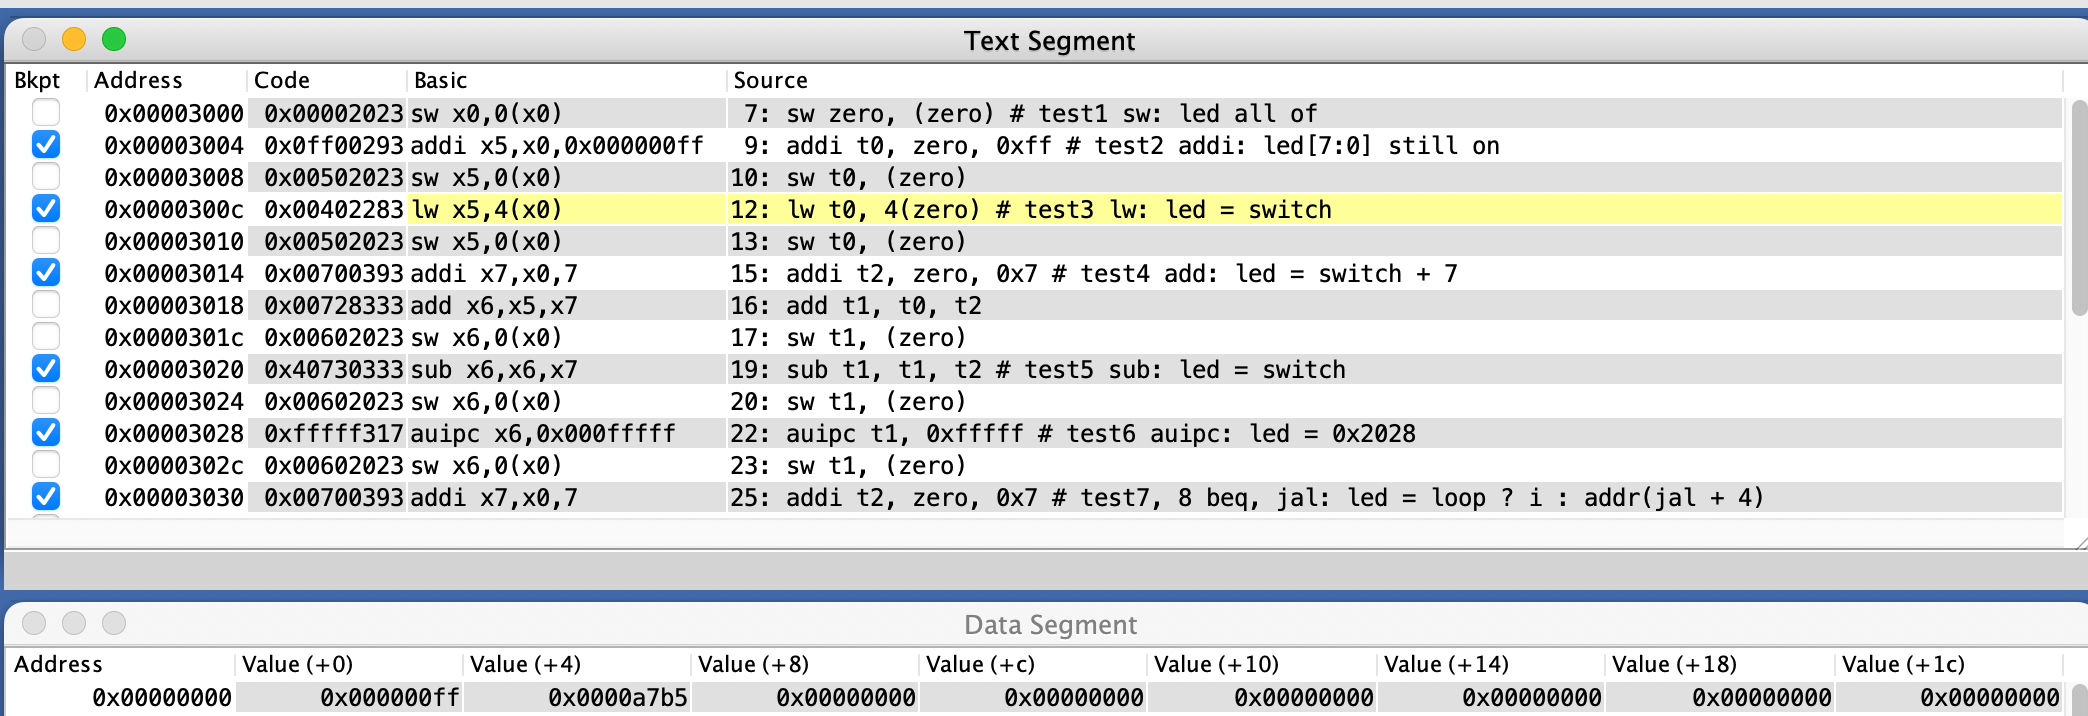 Text Segment
Bkpt Address Code Basic Source
0x00003000 0x00002023 sw x0,0(x0) 7: sw zero, (zero) # test1 sw: led all of
0x00003004 0x0ff00293 addi x5,x0,0x000000ff 9: addi t0, zero, 0xff # test2 addi: led[7:0] still on
0x00003008 0x00502023 sw x5,0(x0) 10: sw t0, (zero)
0x0000300c 0x00402283 lw x5,4(x0) 12: lw t0, 4(zero) # test3 lw: led = switch
0x00003010 0x00502023 sw x5,0(x0) 13: sw t0, (zero)
0x00003014 0x00700393 addi x7,x0,7 15: addi t2, zero, 0x7 # test4 add: led = switch + 7
0x00003018 0x00728333 add x6,x5,x7 16: add t1, t0, t2
0x0000301c 0x00602023 sw x6,0(x0) 17: sw t1, (zero)
0x00003020 0x40730333 sub x6,x6,x7 19: sub t1, t1, t2 # test5 sub: led = switch
0x00003024 0x00602023 sw x6,0(x0) 20: sw t1, (zero)
0x00003028 0xfffff317 auipc x6,0x000fffff 22: auipc t1, 0xfffff # test6 auipc: led = 0x2028
0x0000302c 0x00602023 sw x6,0(x0) 23: sw t1, (zero)
0x00003030 0x00700393 addi x7,x0,7 25: addi t2, zero, 0x7 # test7, 8 beq, jal: led = loop ? i : addr(jal + 4)
Data Segment
Address Value (+0) Value (+4) Value (+8) Value (+c) Value (+10) Value (+14) Value (+18) Value (+1c)
0x00000000 0x000000ff 0x0000a7b5 0x00000000 0x00000000 0x00000000 0x00000000 0x00000000 0x00000000